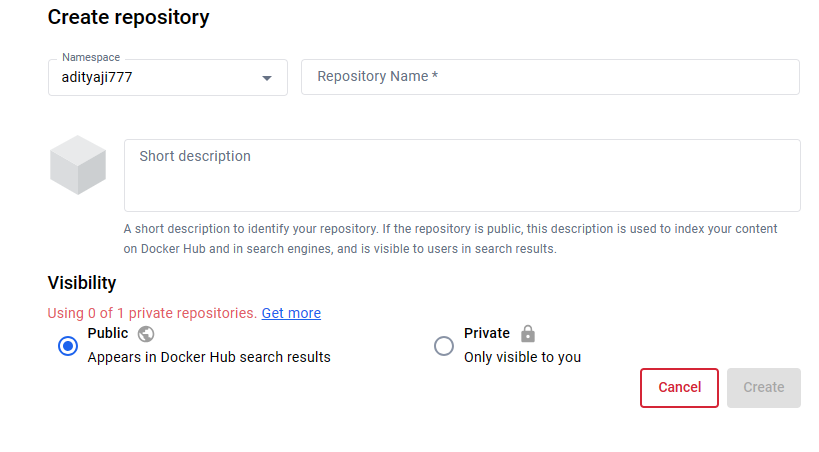 Create repository
Namespace
adityaji777
Repository Name *
Short description
A short description to identify your repository. If the repository is public, this description is used to index your content
on Docker Hub and in search engines, and is visible to users in search results.
Visibility
Using 0 of 1 private repositories. Get more
Public
Appears in Docker Hub search results
Private
Only visible to you
Cancel
Create